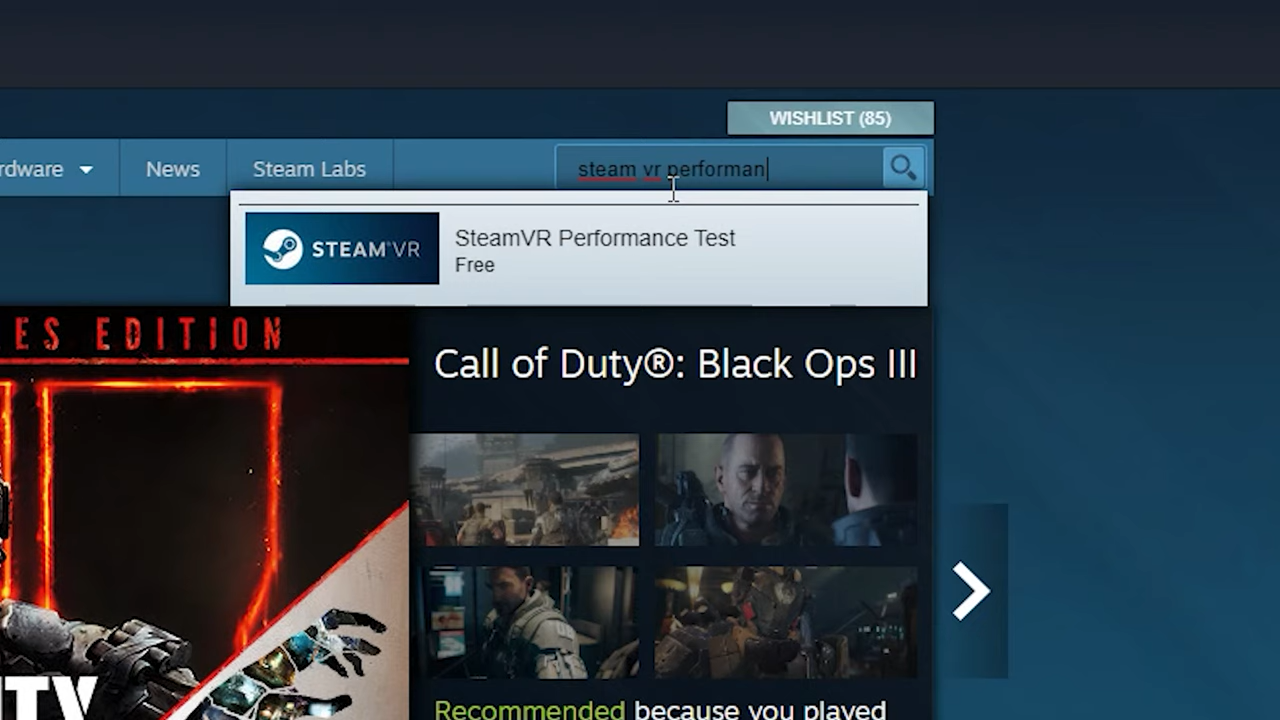 WISHLIST (85)
rdware
News
Steam Labs
steam vr performan
STEAM®VR
SteamVR Performance Test
Free
ES EDITION
Call of Duty®: Black Ops III
ITY
Recommended because you played